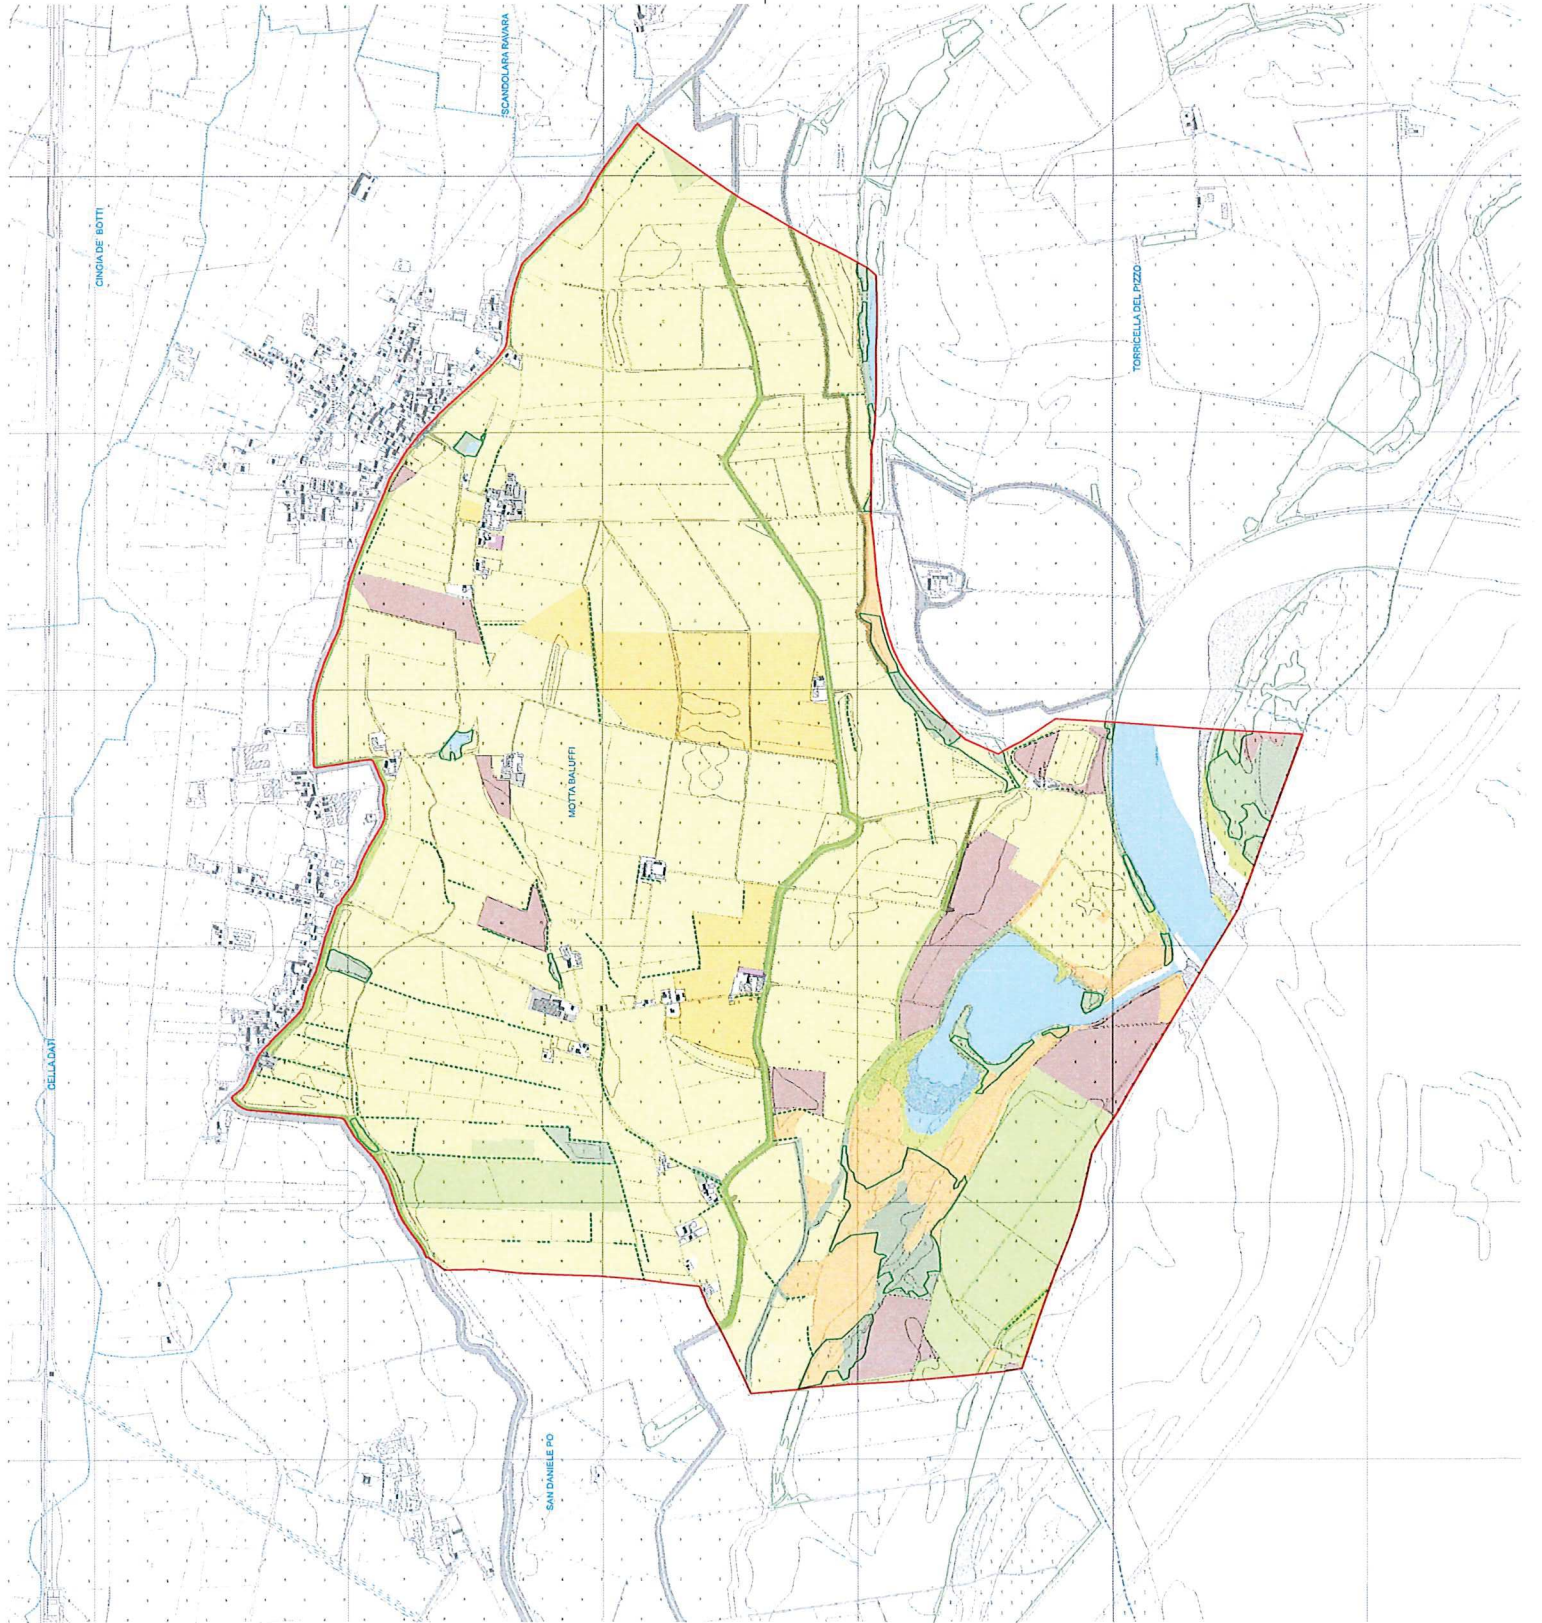 SCANDOLARA RAVARA
CINGIA DE' BOTTI
TORRICELLA DEL PIZZO
MOTTA BALUFFI
CELLA DATI
SAN DANIELE PO